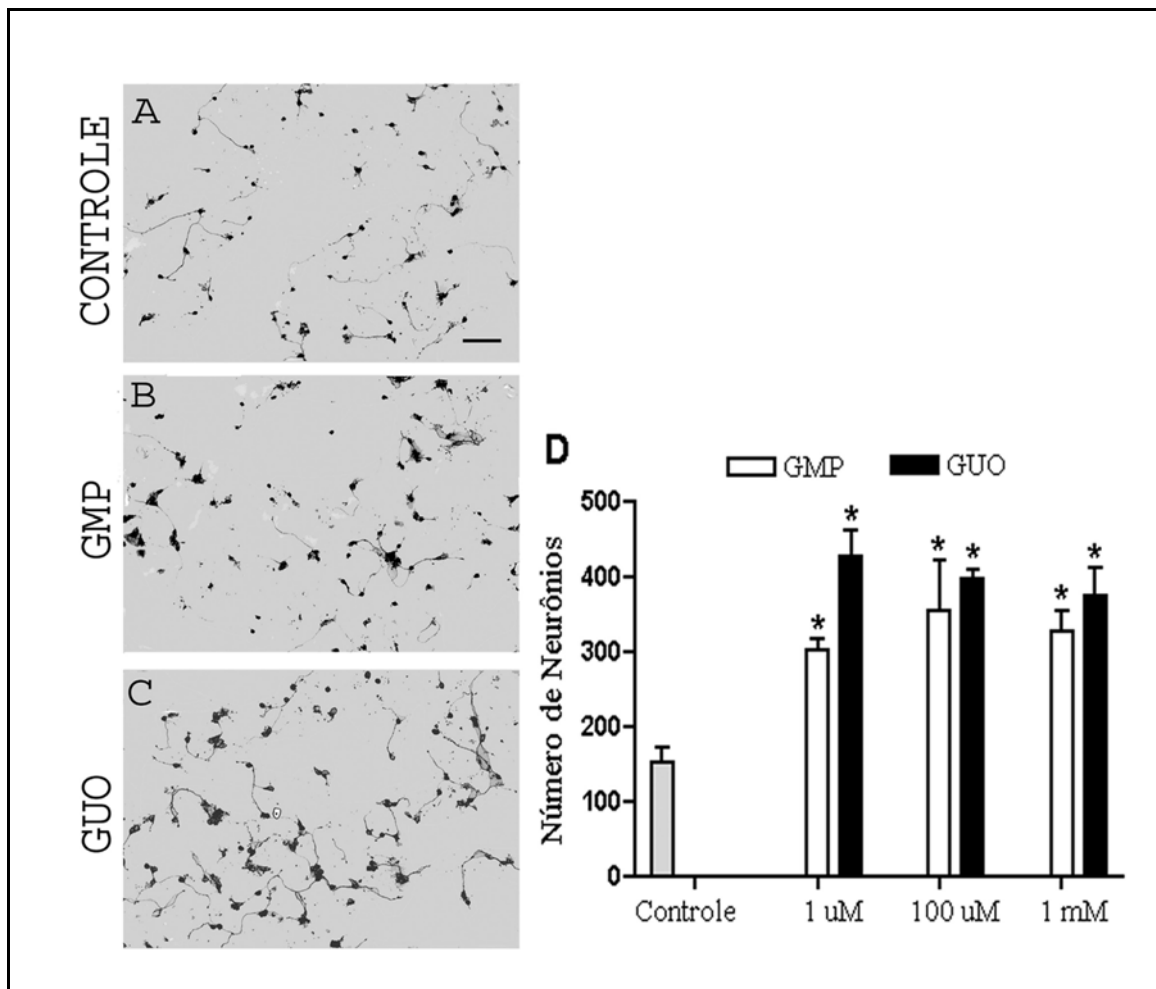 CONTROLE
A
GMP
B
GUO
C
D
GMP GUO
Número de Neurônios
500
400
300
200
100
0
* * * * * *
Controle 1 uM 100 uM 1 mM